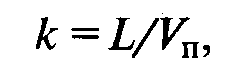 k = L/Vп,